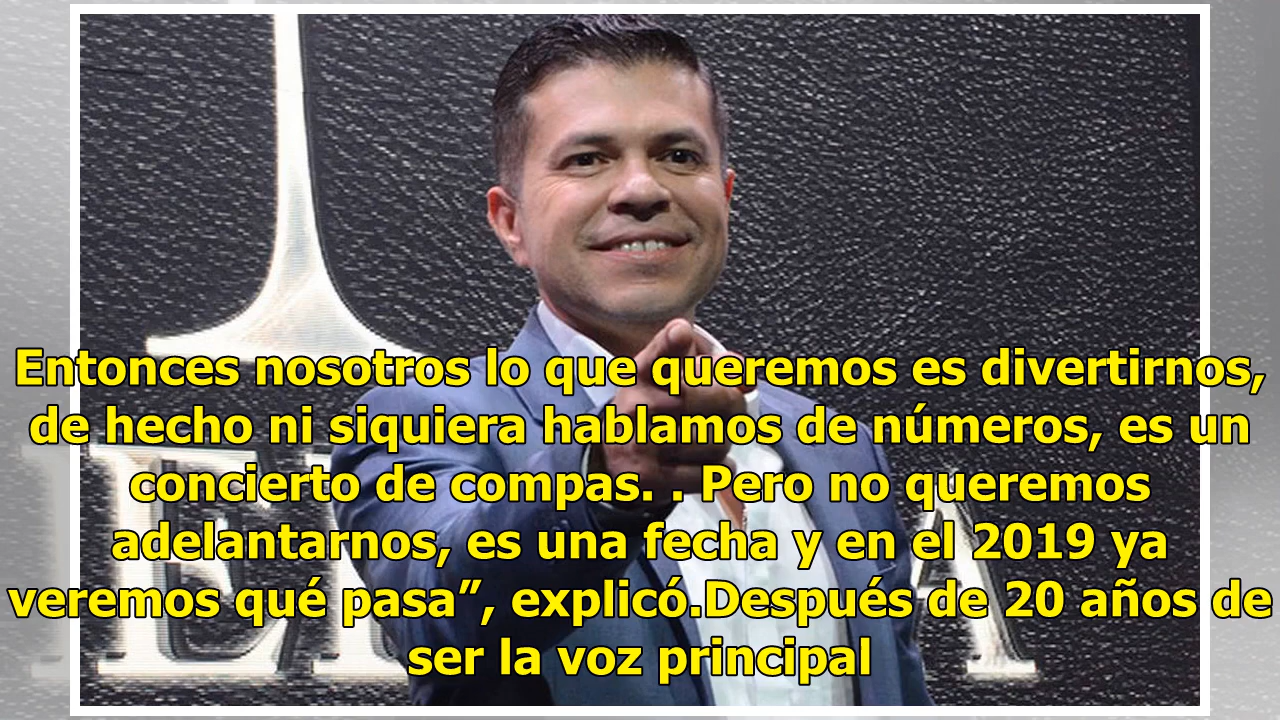 Entonces nosotros lo que queremos es divertirnos,
de hecho ni siquiera hablamos de números, es un
concierto de compas. . Pero no queremos
adelantarnos, es una fecha y en el 2019 ya
veremos qué pasa”, explicó.Después de 20 años de
ser la voz principal